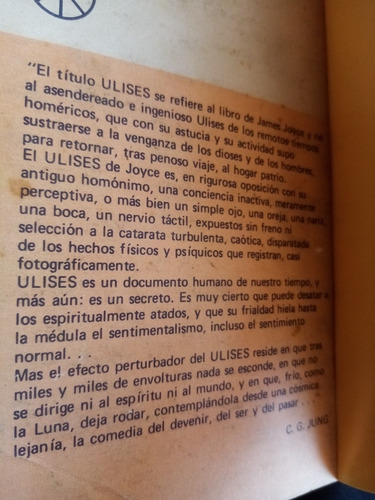 "El título ULISES se refiere al libro de James Joyce y no
al asendereado e ingenioso Ulises de los remotos tiempos
homéricos, que con su astucia y su actividad supo
sustraerse a la venganza de los dioses y de los hombres,
para retornar, tras penoso viaje, al hogar patrio.
El ULISES de Joyce es, en rigurosa oposición con su
antiguo homónimo, una conciencia inactiva, meramente
perceptiva, o más bien un simple ojo, una oreja, una nariz,
una boca, un nervio táctil, expuestos sin freno ni
selección a la catarata turbulenta, caòtica, disparatada
de los hechos físicos y psíquicos que registran, casi
fotográficamente.
ULISES es un documento humano de nuestro tiempo, y
más aún: es un secreto. Es muy cierto que puede desatar a
los espiritualmente atados, y que su frialdad hiela hasta
la médula el sentimentalismo, incluso el sentimiento
normal. . .
Mas el efecto perturbador del ULISES reside en que tras
miles y miles de envolturas nada se esconde, en que no
se dirige ni al espíritu ni al mundo, y en que, frío, como
la Luna, deja rodar, contemplándola desde una cósmica
lejanía, la comedia del devenir, del ser y del pasar . . .
C. G. JUNG